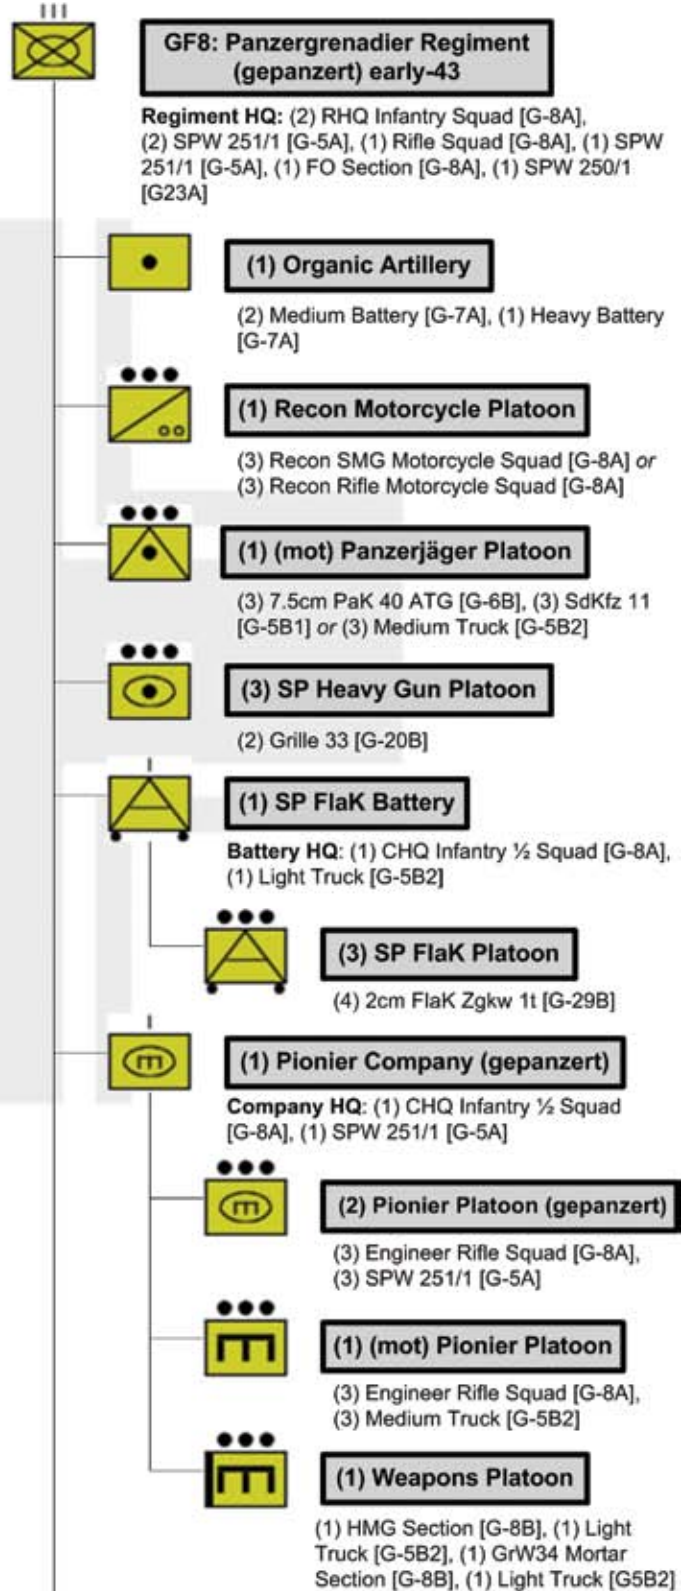 GF8: Panzergrenadier Regiment
(gepanzert) early-43
Regiment HQ: (2) RHQ Infantry Squad [G-8A],
(2) SPW 251/1 [G-5A], (1) Rifle Squad [G-8A], (1) SPW
251/1 [G-5A], (1) FO Section [G-8A], (1) SPW 250/1
[G23A]
(1) Organic Artillery
(2) Medium Battery [G-7A], (1) Heavy Battery
[G-7A]
(1) Recon Motorcycle Platoon
(3) Recon SMG Motorcycle Squad [G-8A] or
(3) Recon Rifle Motorcycle Squad [G-8A]
(1) (mot) Panzerjäger Platoon
(3) 7.5cm PaK 40 ATG [G-6B], (3) SdKfz 11
[G-5B1] or (3) Medium Truck [G-5B2]
(3) SP Heavy Gun Platoon
(2) Grille 33 [G-20B]
(1) SP FlaK Battery
Battery HQ: (1) CHQ Infantry ½ Squad [G-8A],
(1) Light Truck [G-5B2]
(3) SP FlaK Platoon
(4) 2cm FlaK Zgkw 1t [G-29B]
(1) Pionier Company (gepanzert)
Company HQ: (1) CHQ Infantry ½ Squad
[G-8A], (1) SPW 251/1 [G-5A]
(2) Pionier Platoon (gepanzert)
(3) Engineer Rifle Squad [G-8A],
(3) SPW 251/1 [G-5A]
(1) (mot) Pionier Platoon
(3) Engineer Rifle Squad [G-8A],
(3) Medium Truck [G-5B2]
(1) Weapons Platoon
(1) HMG Section [G-8B], (1) Light
Truck [G-5B2], (1) GrW34 Mortar
Section [G-8B], (1) Light Truck [G5B2]